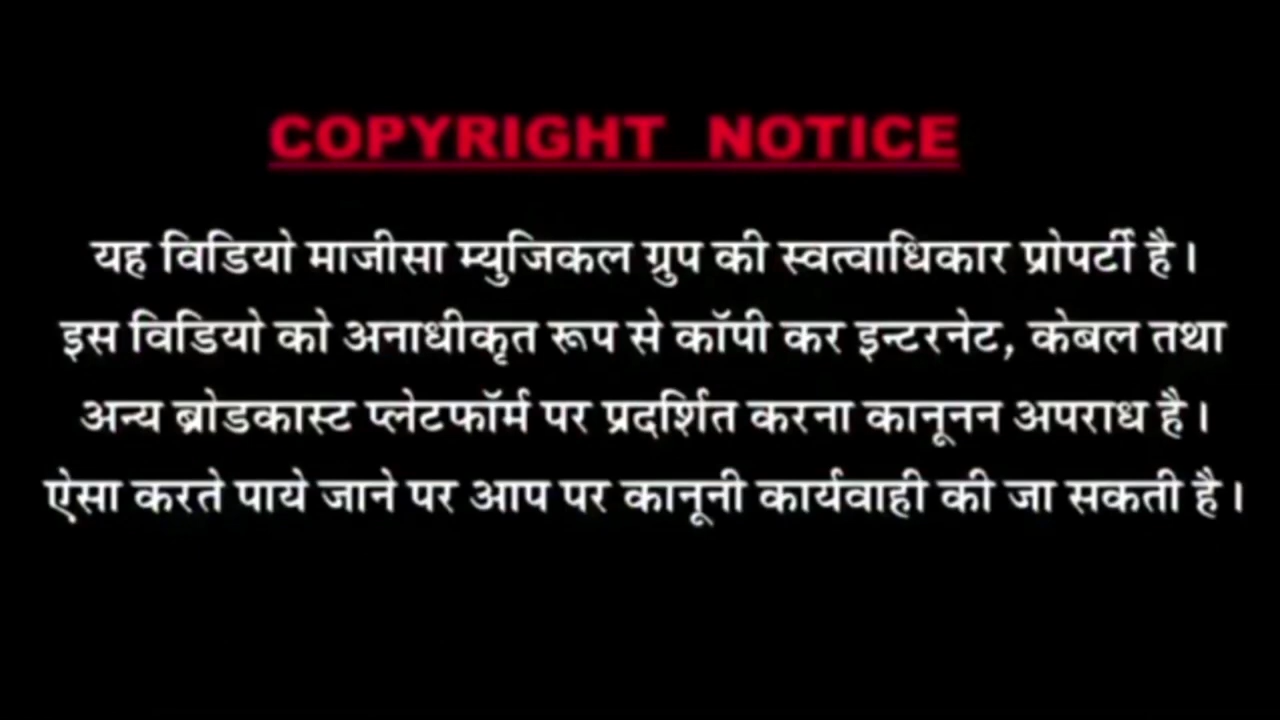 COPYRIGHT NOTICE
यह विडियो माजीसा म्युजिकल ग्रुप की स्वत्वाधिकार प्रोपर्टी है।
इस विडियो को अनाधीकृत रूप से कॉपी कर इन्टरनेट, केबल तथा
अन्य ब्रोडकास्ट प्लेटफॉर्म पर प्रदर्शित करना कानूनन अपराध है।
ऐसा करते पाये जाने पर आप पर कानूनी कार्यवाही की जा सकती है।